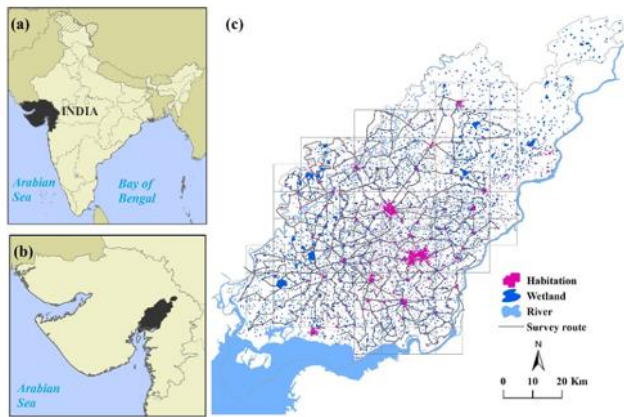 (a)
INDIA
Arabian
Sea
Bay of
Bengal
(b)
Arabian
Sea
(c)
Habitation
Wetland
River
Survey route
N
0 10 20 Km